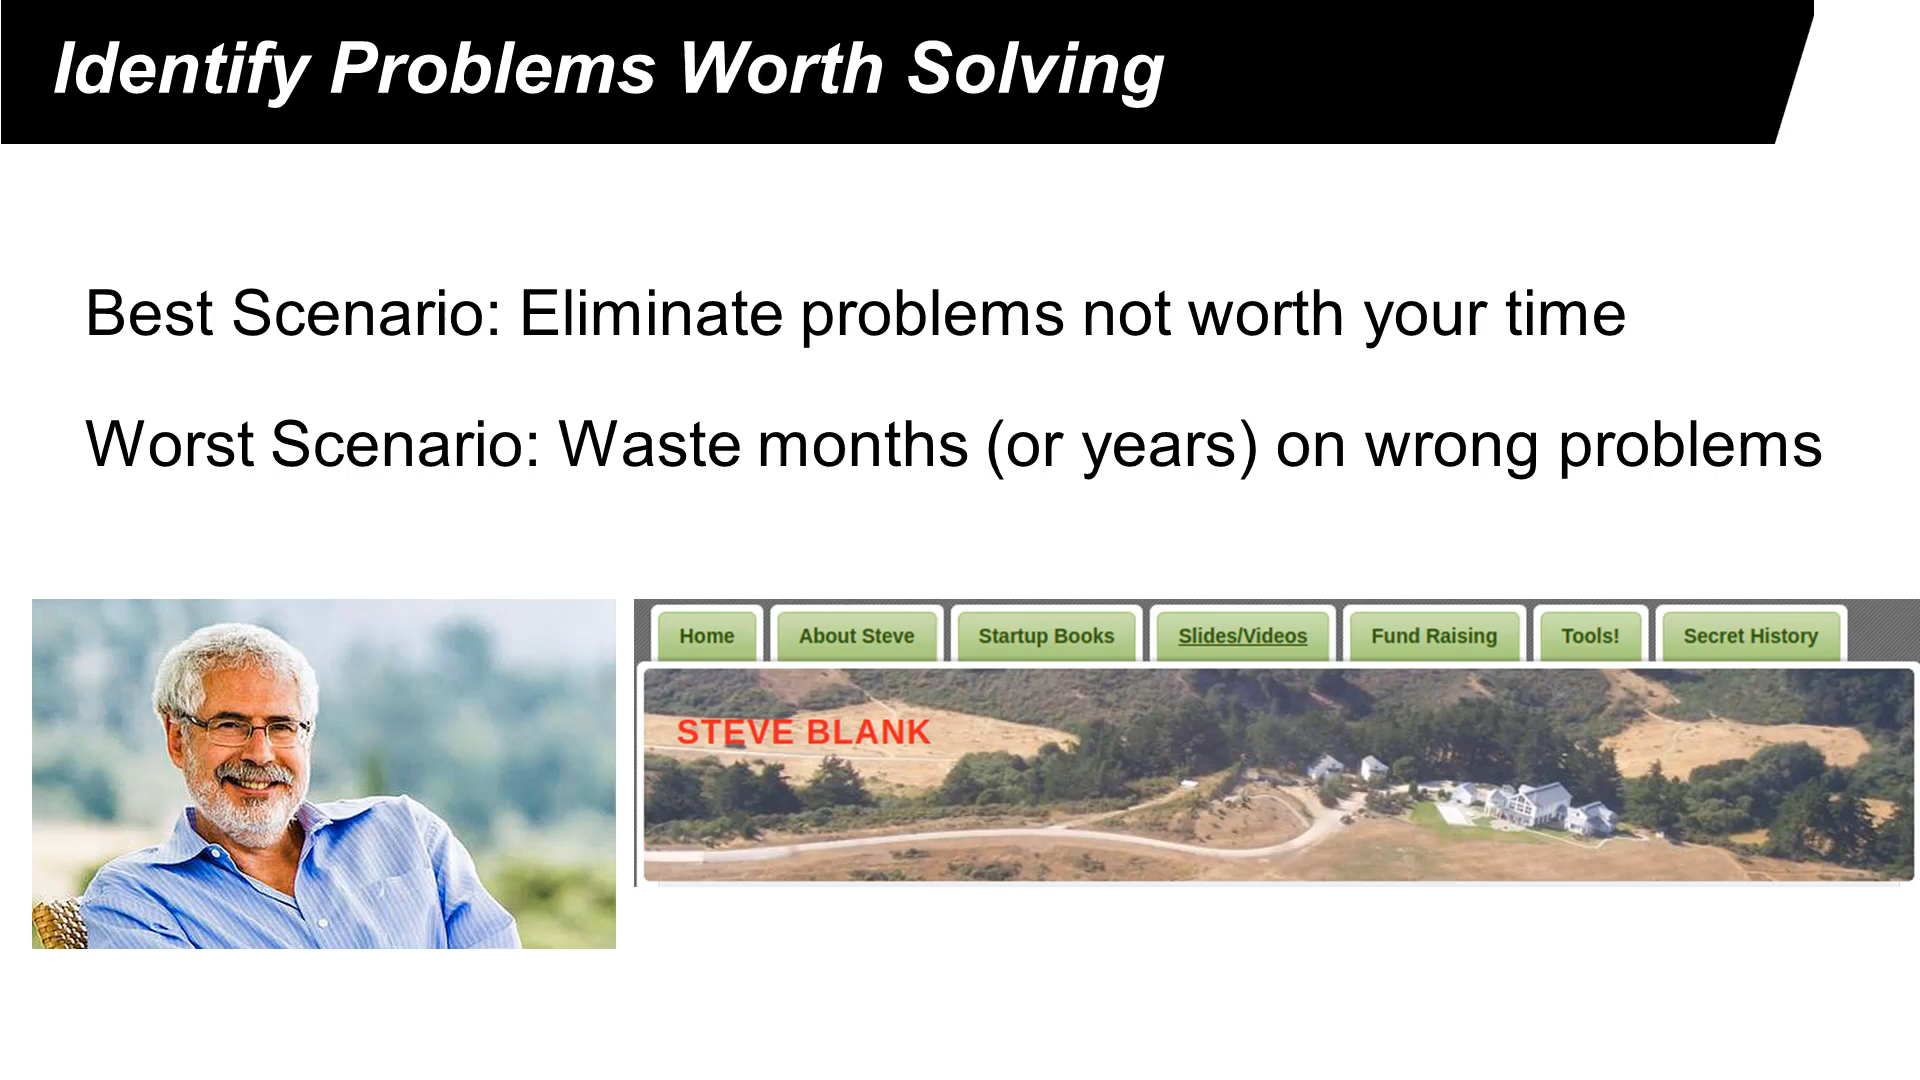 Identify Problems Worth Solving
Best Scenario: Eliminate problems not worth your time
Worst Scenario: Waste months (or years) on wrong problems
Home About Steve Startup Books Slides/Videos Fund Raising Tools! Secret History
STEVE BLANK